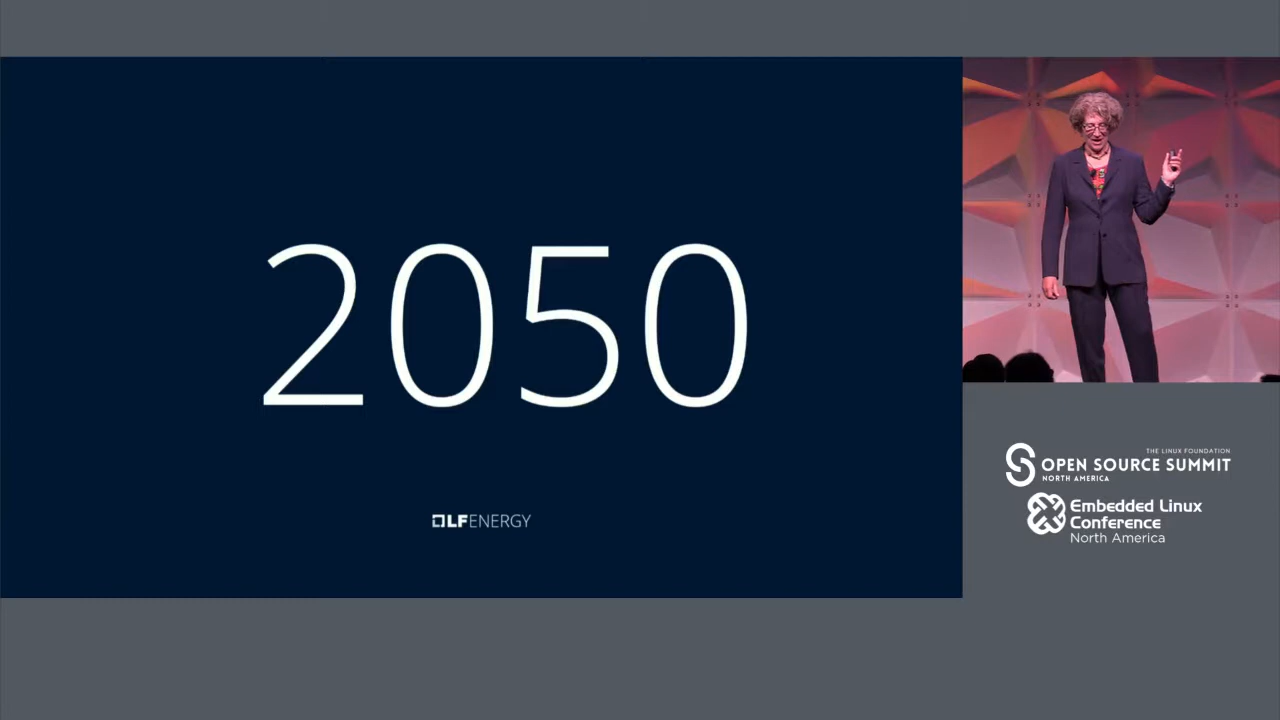 2050
LF ENERGY
THE LINUX FOUNDATION
OPEN SOURCE SUMMIT
NORTH AMERICA
Embedded Linux
Conference
North America